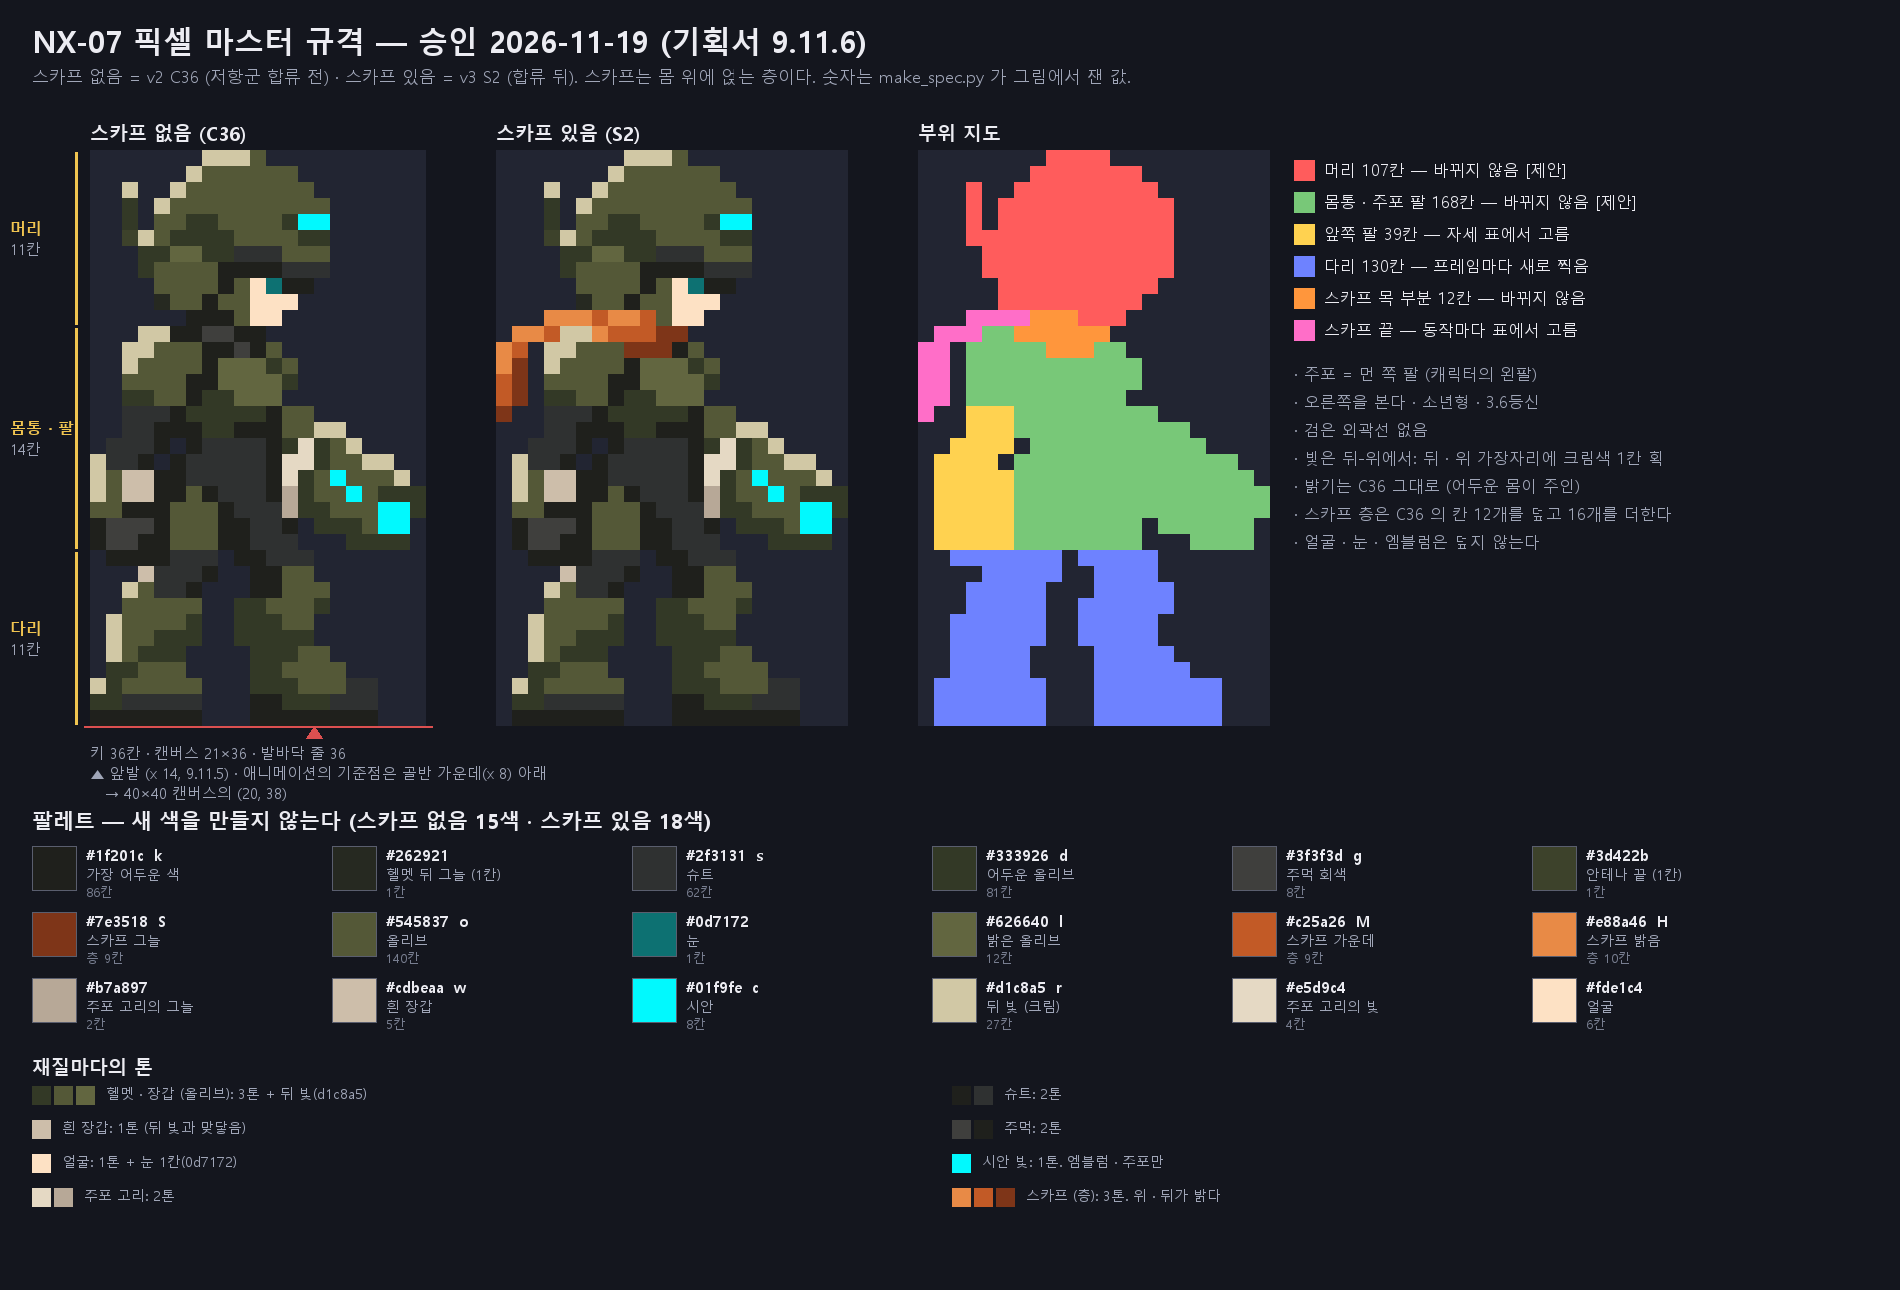 NX-07 픽셀 마스터 규격 — 승인 2026-11-19 (기획서 9.11.6)
스카프 없음 = v2 C36 (저항군 합류 전) · 스카프 있음 = v3 S2 (합류 뒤). 스카프는 몸 위에 얹는 층이다. 숫자는 make_spec.py 가 그림에서 잰 값.
스카프 없음 (C36)
스카프 있음 (S2)
부위 지도
머리
11칸
몸통 · 팔
14칸
다리
11칸
머리 107칸 — 바꾸지 않음 [제안]
몸통 · 주포 팔 168칸 — 바꾸지 않음 [제안]
앞쪽 팔 39칸 — 자세 표에서 고름
다리 130칸 — 프레임마다 새로 찍음
스카프 목 부분 12칸 — 바꾸지 않음
스카프 끝 — 동작마다 표에서 고름
· 주포 = 먼 쪽 팔 (캐릭터의 왼팔)
· 오른쪽을 본다 · 소년형 · 3.6등신
· 검은 외곽선 없음
· 빛은 뒤-위에서: 뒤 · 위 가장자리에 크림색 1칸 획
· 밝기는 C36 그대로 (어두운 몸이 주인)
· 스카프 층은 C36 의 칸 12개를 덮고 16개를 더한다
· 얼굴 · 눈 · 엠블럼은 덮지 않는다
키 36칸 · 캔버스 21×36 · 발바닥 줄 36
▲ 앞발 (x 14, 9.11.5) · 애니메이션의 기준점은 골반 가운데(x 8) 아래
→ 40×40 캔버스의 (20, 38)
팔레트 — 새 색을 만들지 않는다 (스카프 없음 15색 · 스카프 있음 18색)
#1f201c k
가장 어두운 색
86칸
#262921
헬멧 뒤 그늘 (1칸)
1칸
#2f3131 s
슈트
62칸
#333926 d
어두운 올리브
81칸
#3f3f3d g
주먹 회색
8칸
#3d422b
안테나 끝 (1칸)
1칸
#7e3518 S
스카프 그늘
층 9칸
#545837 o
올리브
140칸
#0d7172
눈
1칸
#626640 l
밝은 올리브
12칸
#c25a26 M
스카프 가운데
층 9칸
#e88a46 H
스카프 밝음
층 10칸
#b7a897
주포 고리의 그늘
2칸
#cdbeaa w
흰 장갑
5칸
#01f9fe c
시안
8칸
#d1c8a5 r
뒤 빛 (크림)
27칸
#e5d9c4
주포 고리의 빛
4칸
#fde1c4
얼굴
6칸
재질마다의 톤
헬멧 · 장갑 (올리브): 3톤 + 뒤 빛(d1c8a5)
슈트: 2톤
흰 장갑: 1톤 (뒤 빛과 맞닿음)
주먹: 2톤
얼굴: 1톤 + 눈 1칸(0d7172)
시안 빛: 1톤. 엠블럼 · 주포만
주포 고리: 2톤
스카프 (층): 3톤. 위 · 뒤가 밝다